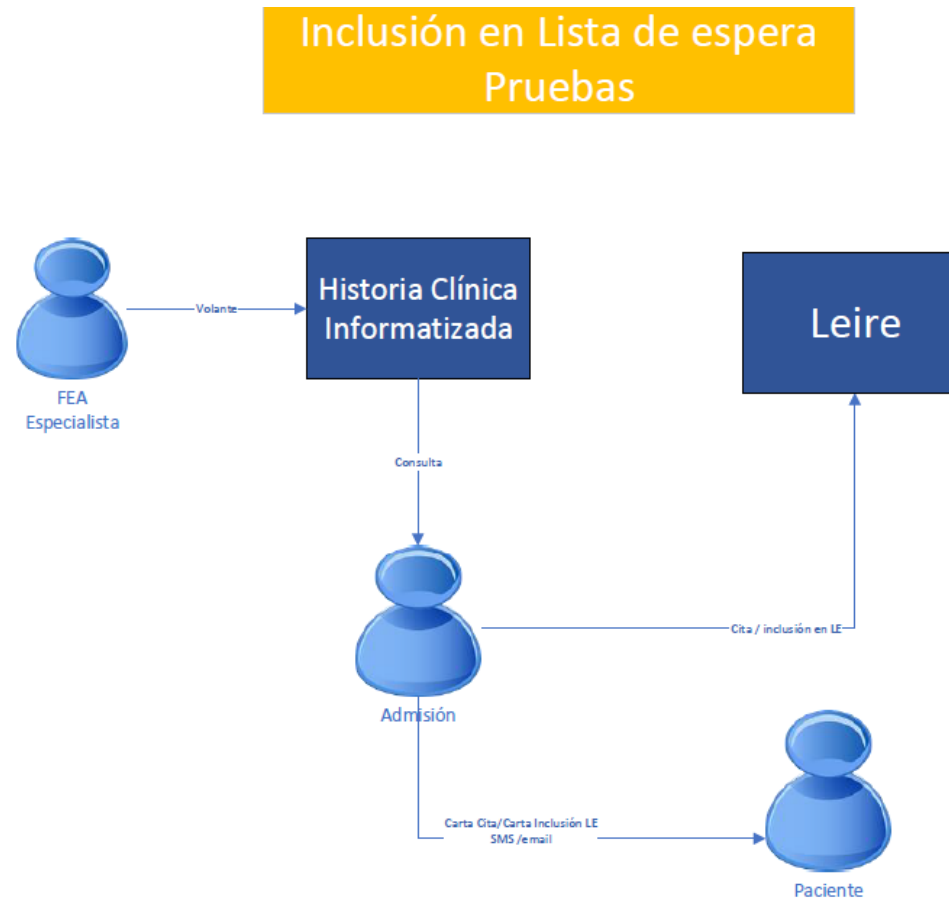 Inclusión en Lista de espera
Pruebas
Volante
Historia Clínica
Informatizada
Leire
FEA
Especialista
Consulta
Cita / inclusión en LE
Admisión
Carta Cita/Carta Inclusión LE
SMS /email
Paciente